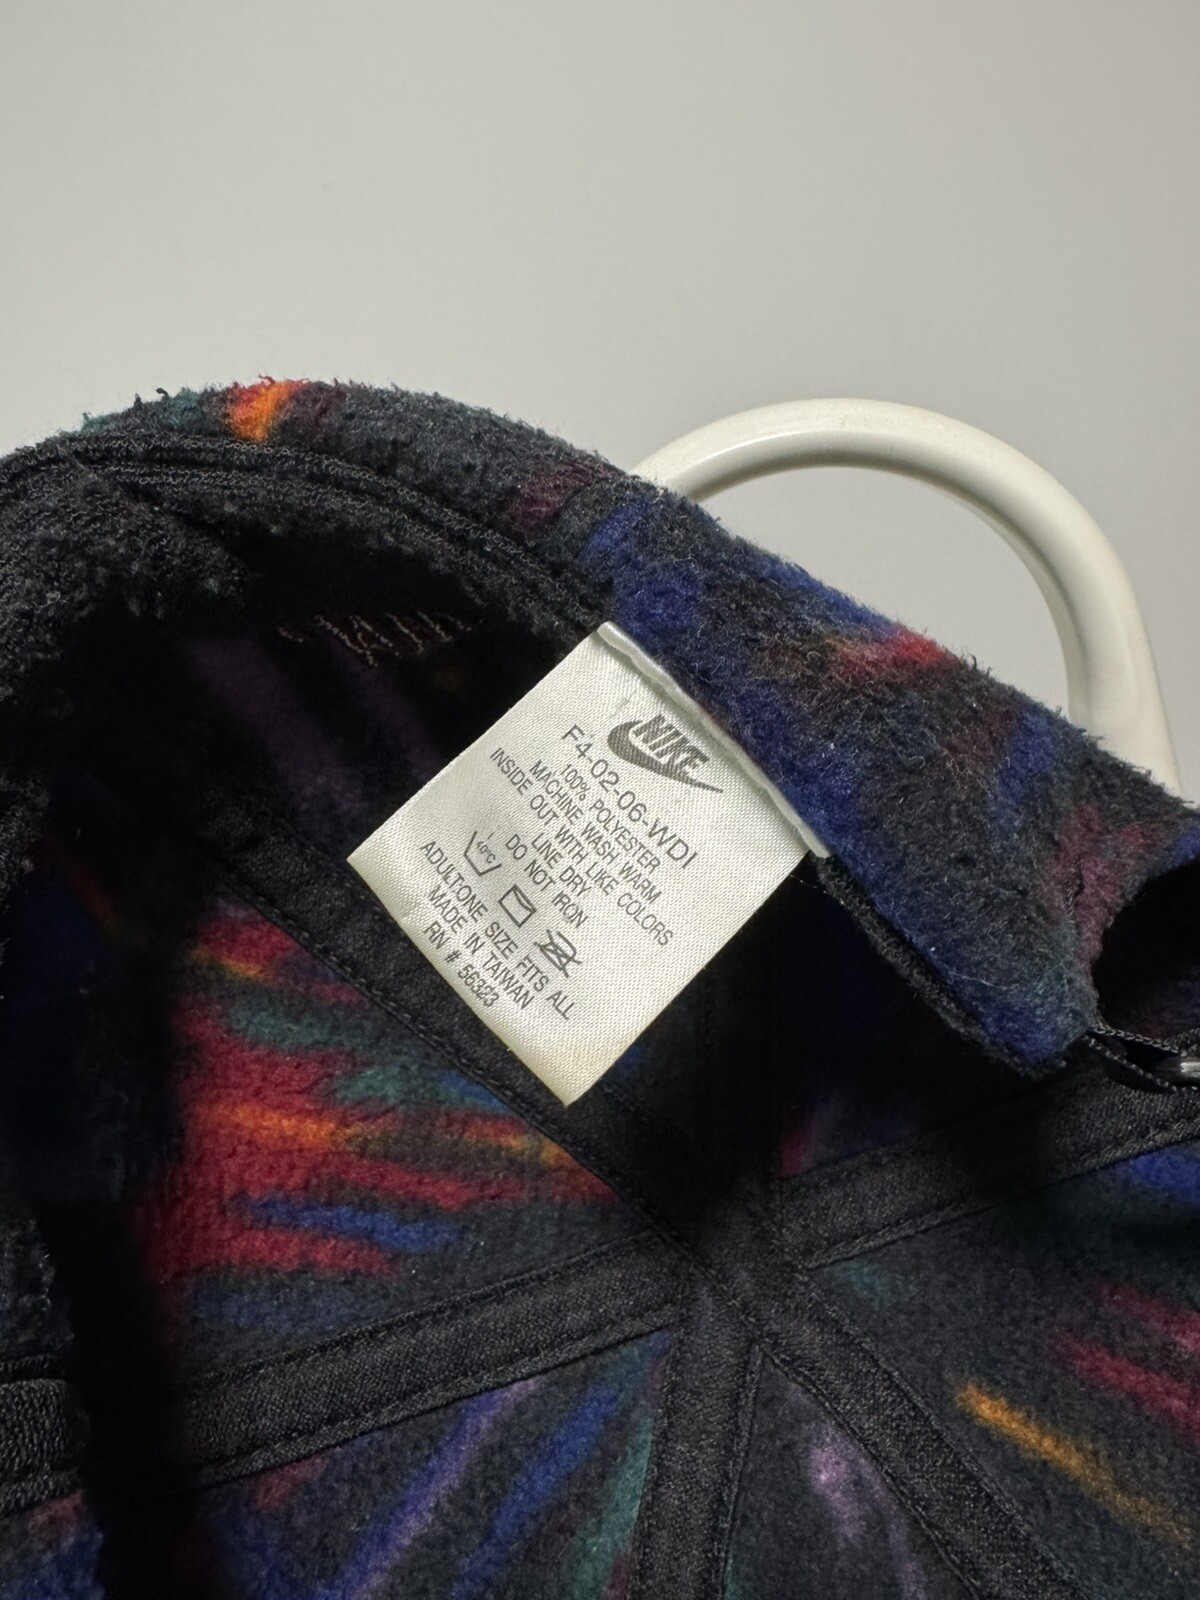 NIKE
F4-02-06-WDI
100% POLYESTER
MACHINE WASH WARM
INSIDE OUT WITH LIKE COLORS
LINE DRY
DO NOT IRON
40°C
ADULT:ONE SIZE FITS ALL
MADE IN TAIWAN
RN # 56323